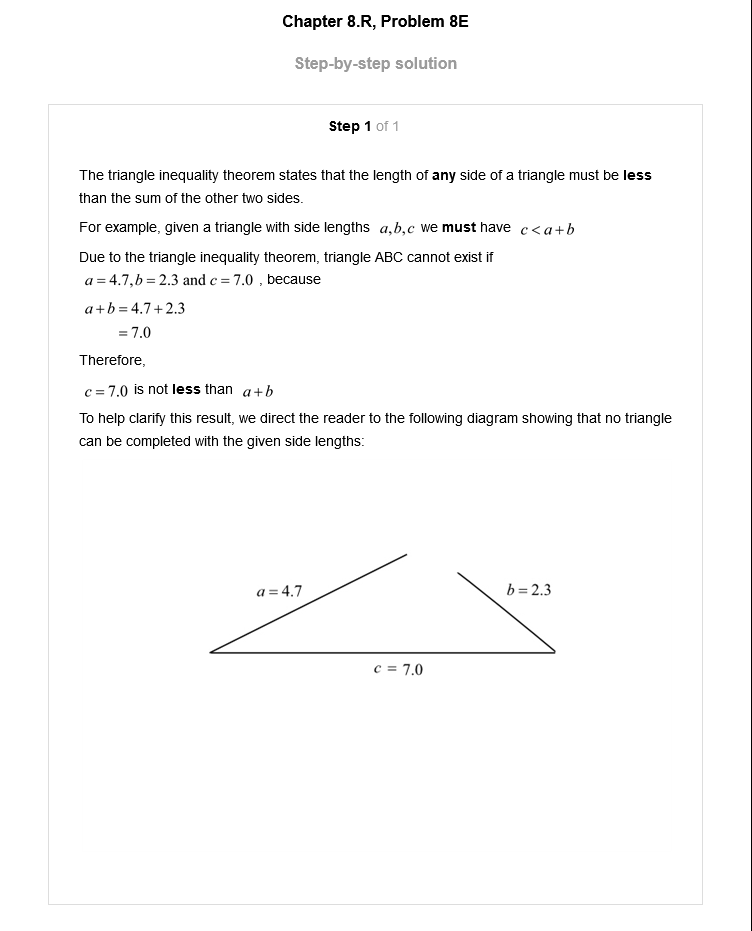 Chapter 8.R, Problem 8E
Step-by-step solution
Step 1 of 1
The triangle inequality theorem states that the length of any side of a triangle must be less
than the sum of the other two sides.
For example, given a triangle with side lengths a,b,c we must have c<a+b
Due to the triangle inequality theorem, triangle ABC cannot exist if
a=4.7,b=2.3 and c=7.0 , because
a+b=4.7+2.3
=7.0
Therefore,
c=7.0 is not less than a+b
To help clarify this result, we direct the reader to the following diagram showing that no triangle
can be completed with the given side lengths:
a=4.7
b=2.3
c = 7.0